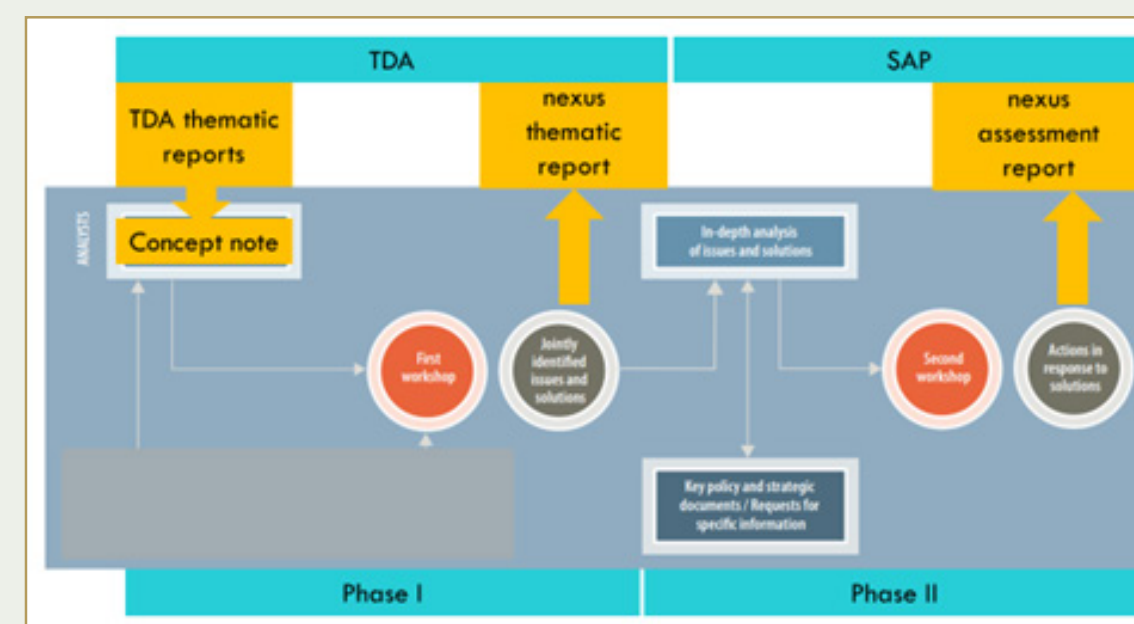 TDA
SAP
TDA thematic
reports
nexus
thematic
report
nexus
assessment
report
ANALYSTS
Concept note
In-depth analysis
of issues and solutions
First
workshop
Jointly
identified
issues and
solutions
Second
workshop
Actions in
response to
solutions
Key policy and strategic
documents / Requests for
specific information
Phase I
Phase II